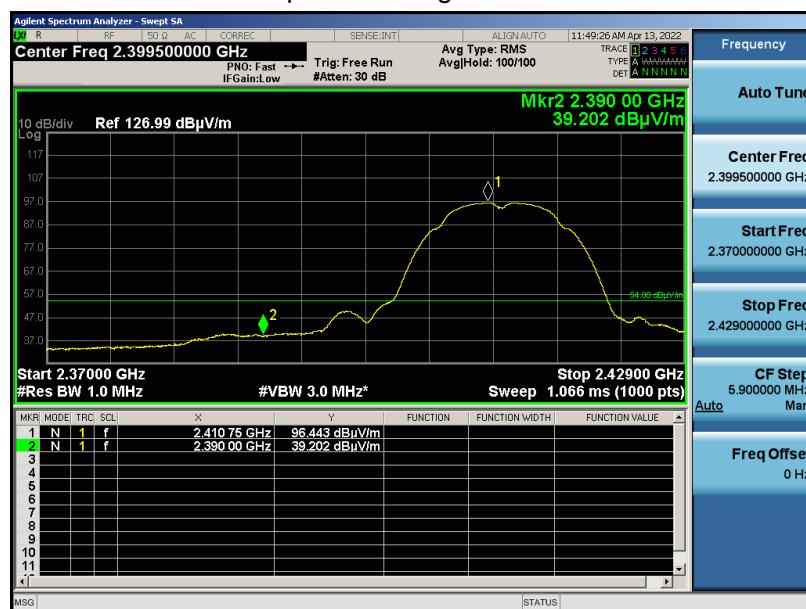 Agilent Spectrum Analyzer - Swept SA
LXI R RF 50 Ω AC CORREC SENSE:INT ALIGN AUTO 11:49:26 AM Apr 13, 2022
Center Freq 2.399500000 GHz
PNO: Fast
IFGain:Low
Trig: Free Run
#Atten: 30 dB
Avg Type: RMS
Avg|Hold: 100/100
TRACE 1 2 3 4 5 6
TYPE A WWWWW
DET A N N N N N
Mkr2 2.390 00 GHz
39.202 dBµV/m
10 dB/div Ref 126.99 dBµV/m
Log
117
107
97.0
87.0
77.0
67.0
57.0
47.0
37.0
1
2
54.00 dBµV/m
Start 2.37000 GHz Stop 2.42900 GHz
#Res BW 1.0 MHz #VBW 3.0 MHz* Sweep 1.066 ms (1000 pts)
MKR MODE TRC SCL X Y FUNCTION FUNCTION WIDTH FUNCTION VALUE
1 N 1 f 2.410 75 GHz 96.443 dBµV/m
2 N 1 f 2.390 00 GHz 39.202 dBµV/m
3
4
5
6
7
8
9
10
11
MSG STATUS
Frequency
Auto Tune
Center Freq
2.399500000 GHz
Start Freq
2.370000000 GHz
Stop Freq
2.429000000 GHz
CF Step
5.900000 MHz
Auto Man
Freq Offset
0 Hz